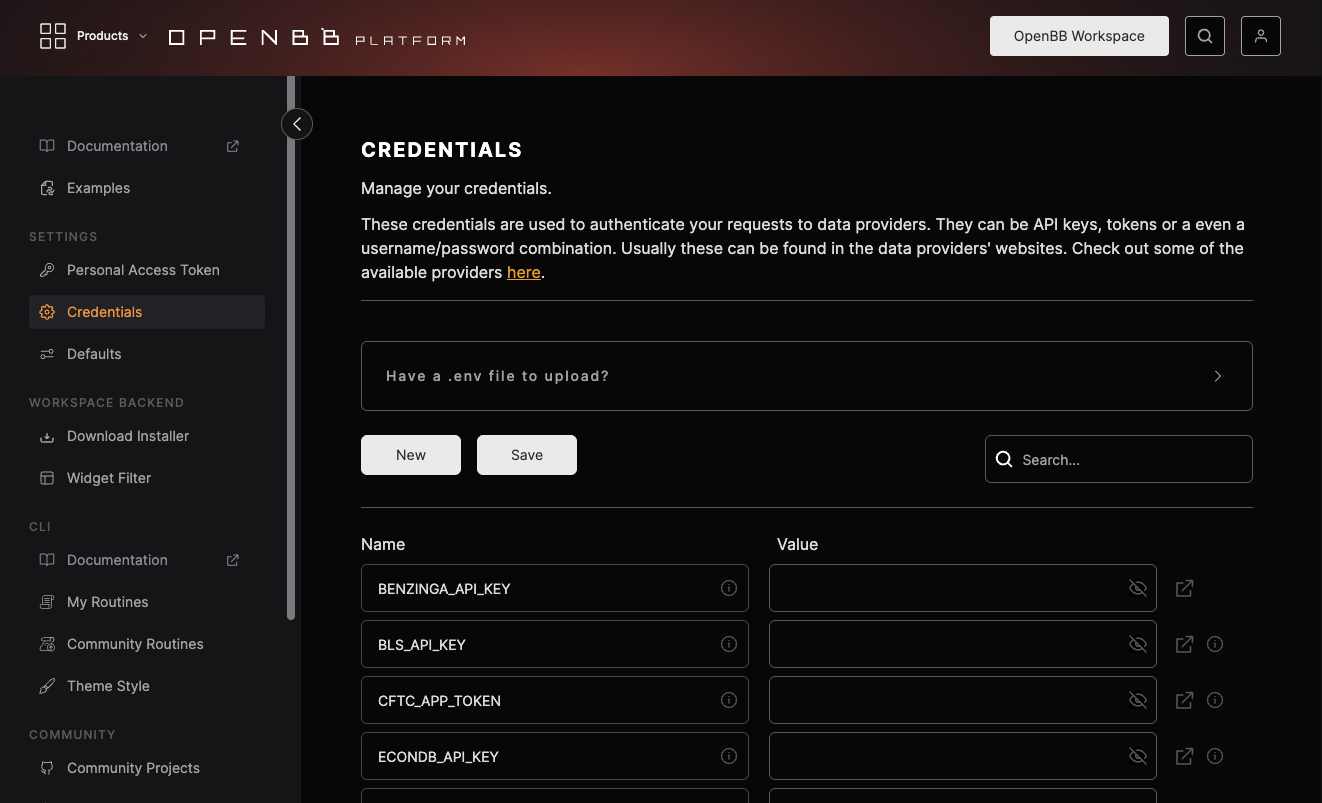 Products
OPENBB PLATFORM
OpenBB Workspace
Documentation
Examples
SETTINGS
Personal Access Token
Credentials
Defaults
WORKSPACE BACKEND
Download Installer
Widget Filter
CLI
Documentation
My Routines
Community Routines
Theme Style
COMMUNITY
Community Projects
CREDENTIALS
Manage your credentials.
These credentials are used to authenticate your requests to data providers. They can be API keys, tokens or a even a
username/password combination. Usually these can be found in the data providers' websites. Check out some of the
available providers here.
Have a .env file to upload?
New
Save
Search...
Name
Value
BENZINGA_API_KEY
BLS_API_KEY
CFTC_APP_TOKEN
ECONDB_API_KEY